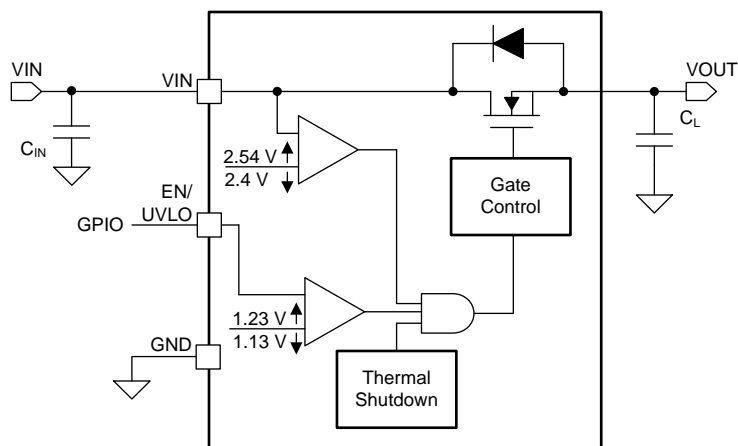 VIN
VIN
VOUT
CIN
CL
2.54 V
2.4 V
EN/
UVLO
GPIO
Gate
Control
1.23 V
1.13 V
GND
Thermal
Shutdown